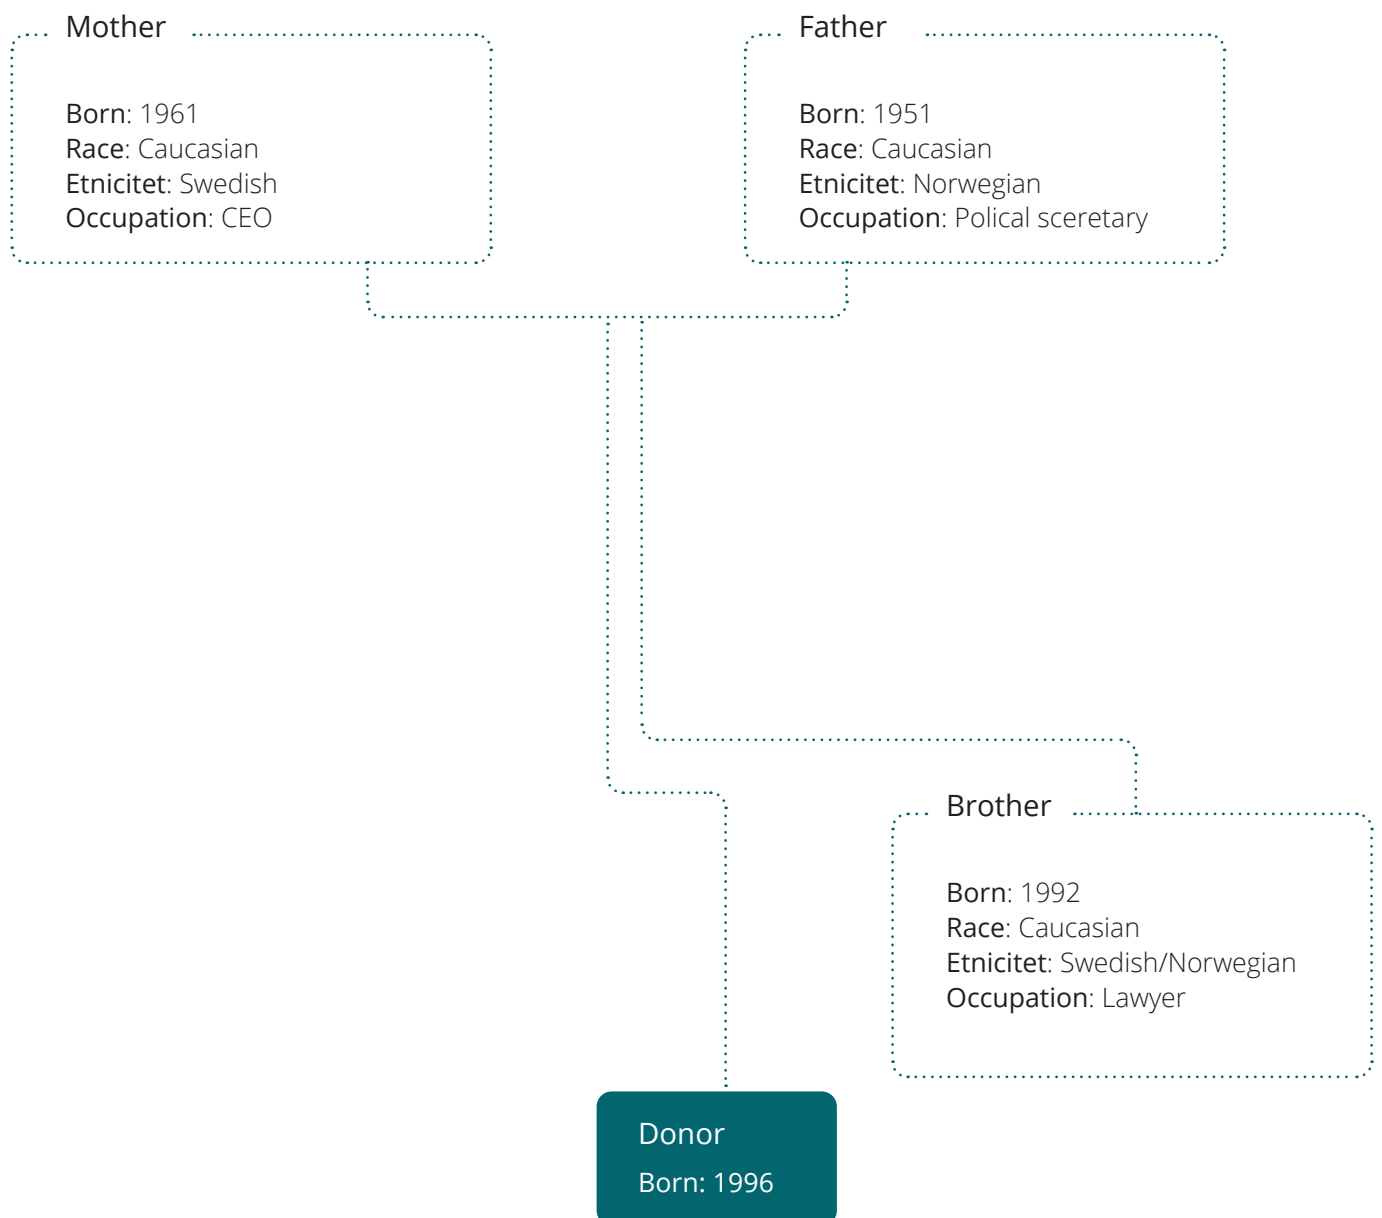 Mother
Born: 1961
Race: Caucasian
Etnicitet: Swedish
Occupation: CEO
Father
Born: 1951
Race: Caucasian
Etnicitet: Norwegian
Occupation: Polical sceretary
Brother
Born: 1992
Race: Caucasian
Etnicitet: Swedish/Norwegian
Occupation: Lawyer
Donor
Born: 1996